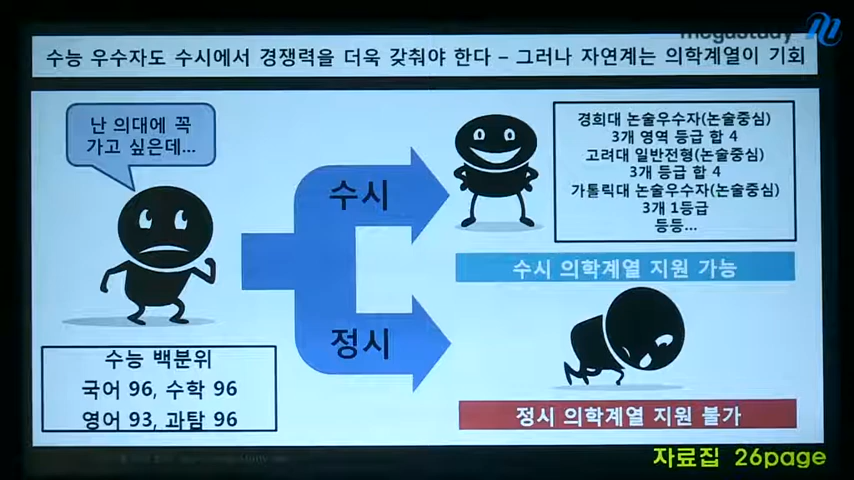 megastudy
수능 우수자도 수시에서 경쟁력을 더욱 갖춰야 한다 – 그러나 자연계는 의학계열이 기회
난 의대에 꼭
가고 싶은데...
수시
정시
경희대 논술우수자(논술중심)
3개 영역 등급 합 4
고려대 일반전형(논술중심)
3개 등급 합 4
가톨릭대 논술우수자(논술중심)
3개 1등급
등등...
수시 의학계열 지원 가능
수능 백분위
국어 96, 수학 96
영어 93, 과탐 96
정시 의학계열 지원 불가
자료집 26page